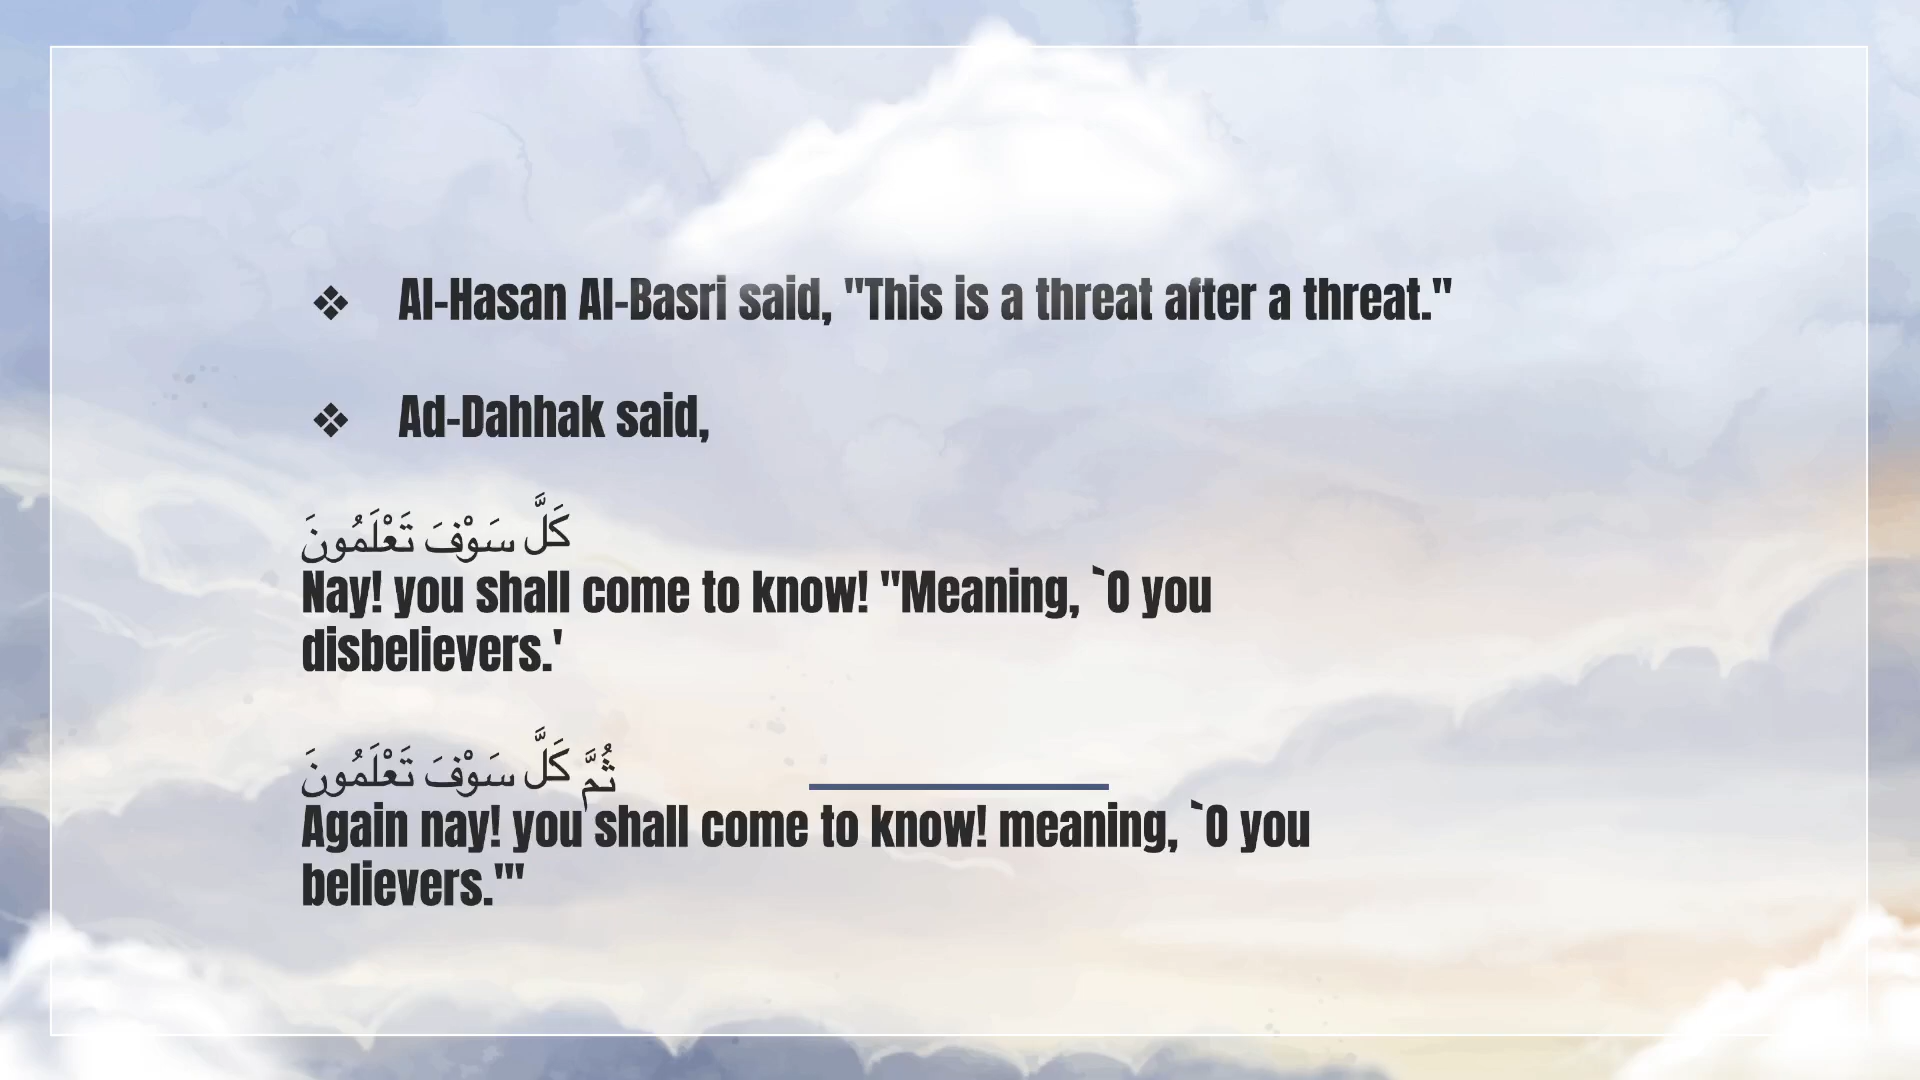 ❖ Al-Hasan Al-Basri said, "This is a threat after a threat."
❖ Ad-Dahhak said,
كَلَّ سَوْفَ تَعْلَمُونَ
Nay! you shall come to know! "Meaning, `O you
disbelievers.'
ثُمَّ كَلَّ سَوْفَ تَعْلَمُونَ
Again nay! you shall come to know! meaning, `O you
believers.'"